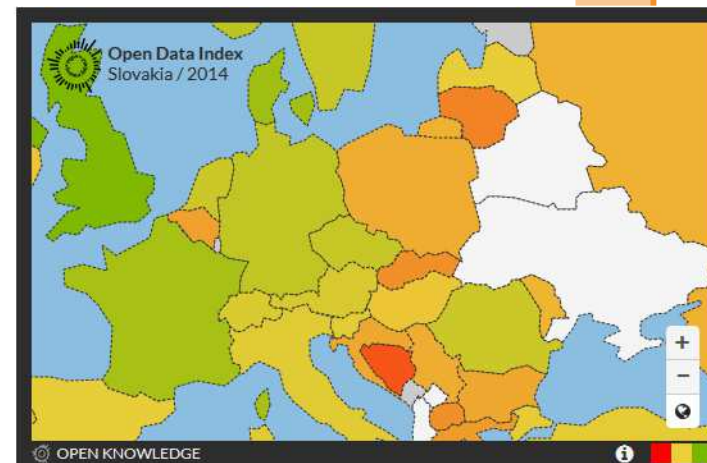 Open Data Index
Slovakia / 2014
+
−
OPEN KNOWLEDGE
i